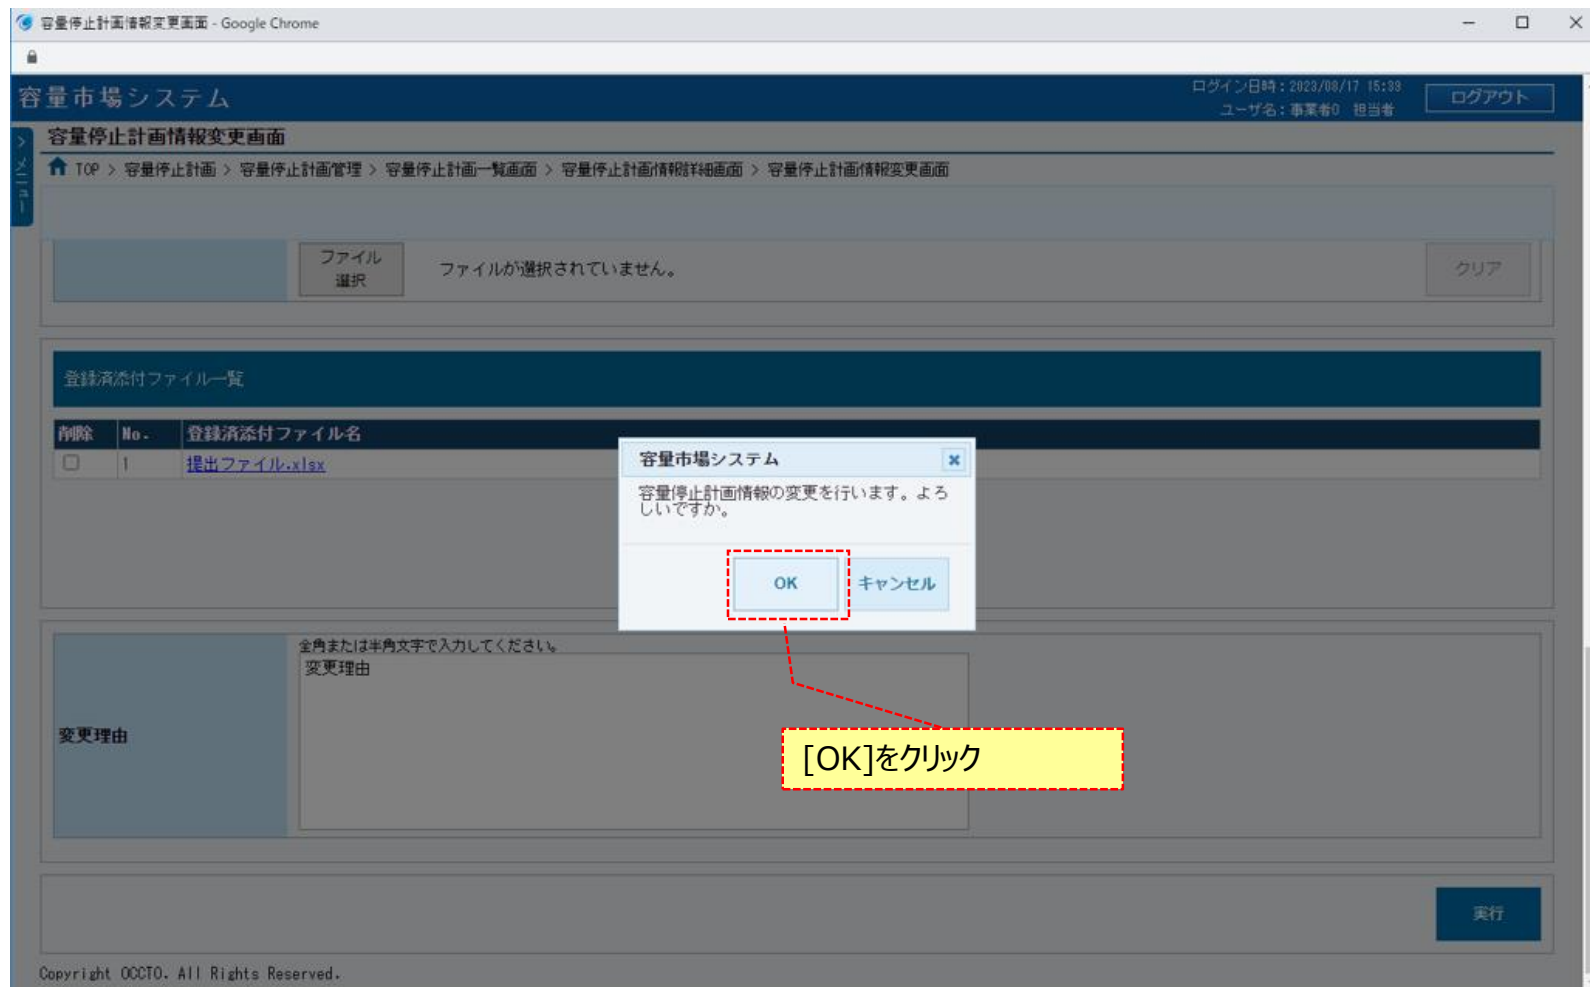 容量停止計画情報変更画面 - Google Chrome
容量市場システム
ログイン日時：2023/08/17 15:39
ユーザ名：事業者0 担当者
ログアウト
>メニュー
容量停止計画情報変更画面
TOP > 容量停止計画 > 容量停止計画管理 > 容量停止計画一覧画面 > 容量停止計画情報詳細画面 > 容量停止計画情報変更画面
ファイル
選択
ファイルが選択されていません。
クリア
登録済添付ファイル一覧
削除 No. 登録済添付ファイル名
1 提出ファイル.xlsx
容量市場システム
容量停止計画情報の変更を行います。よろ
しいですか。
OK キャンセル
全角または半角文字で入力してください。
変更理由
変更理由
[OK]をクリック
実行
Copyright OCCTO. All Rights Reserved.